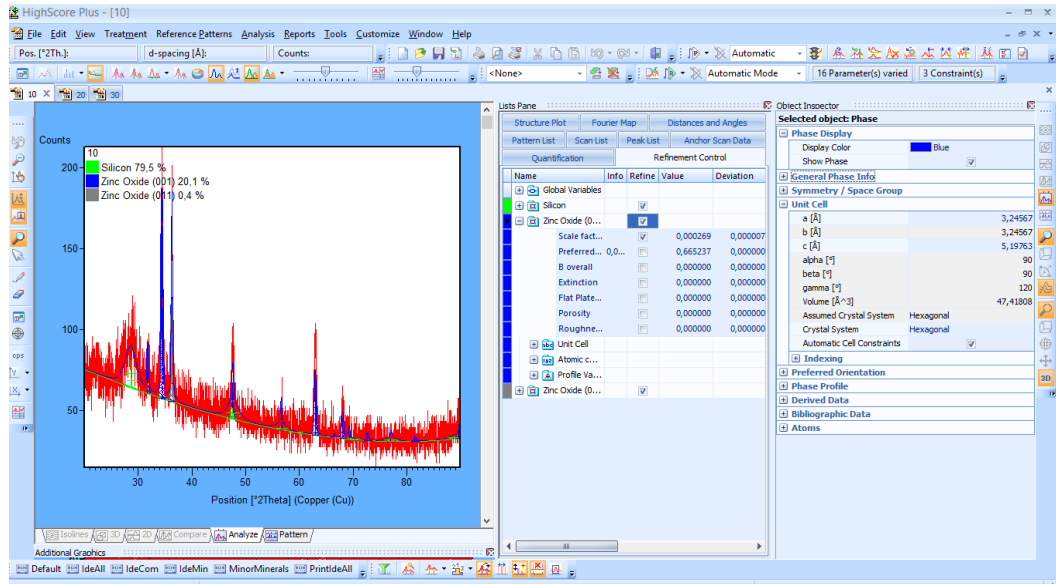 HighScore Plus - [10]
File Edit View Treatment Reference Patterns Analysis Reports Tools Customize Window Help
Pos. [°2Th.]: d-spacing [Å]: Counts: Automatic
<None> Automatic Mode 16 Parameter(s) varied 3 Constraint(s)
10 X 20 30
ops
Y
X
Counts
10
Silicon 79,5 %
Zinc Oxide (001) 20,1 %
Zinc Oxide (011) 0,4 %
200
150
100
50
30 40 50 60 70 80
Position [°2Theta] (Copper (Cu))
Isolines 3D 2D Compare Analyze Pattern
Additional Graphics
Lists Pane
Structure Plot Fourier Map Distances and Angles
Pattern List Scan List Peak List Anchor Scan Data
Quantification Refinement Control
Name Info Refine Value Deviation
Global Variables
Silicon
Zinc Oxide (0...
Scale fact... 0,000269 0,000007
Preferred... 0,0... 0,665237 0,000000
B overall 0,000000 0,000000
Extinction 0,000000 0,000000
Flat Plate... 0,000000 0,000000
Porosity 0,000000 0,000000
Roughne... 0,000000 0,000000
Unit Cell
Atomic c...
Profile Va...
Zinc Oxide (0...
Object Inspector
Selected object: Phase
Phase Display
Display Color Blue
Show Phase
General Phase Info
Symmetry / Space Group
Unit Cell
a [Å] 3,24567
b [Å] 3,24567
c [Å] 5,19763
alpha [°] 90
beta [°] 90
gamma [°] 120
Volume [Å^3] 47,41808
Assumed Crystal System Hexagonal
Crystal System Hexagonal
Automatic Cell Constraints
Indexing
Preferred Orientation
Phase Profile
Derived Data
Bibliographic Data
Atoms
3D
Default IdeAll IdeCom IdeMin MinorMinerals PrintIdeAll